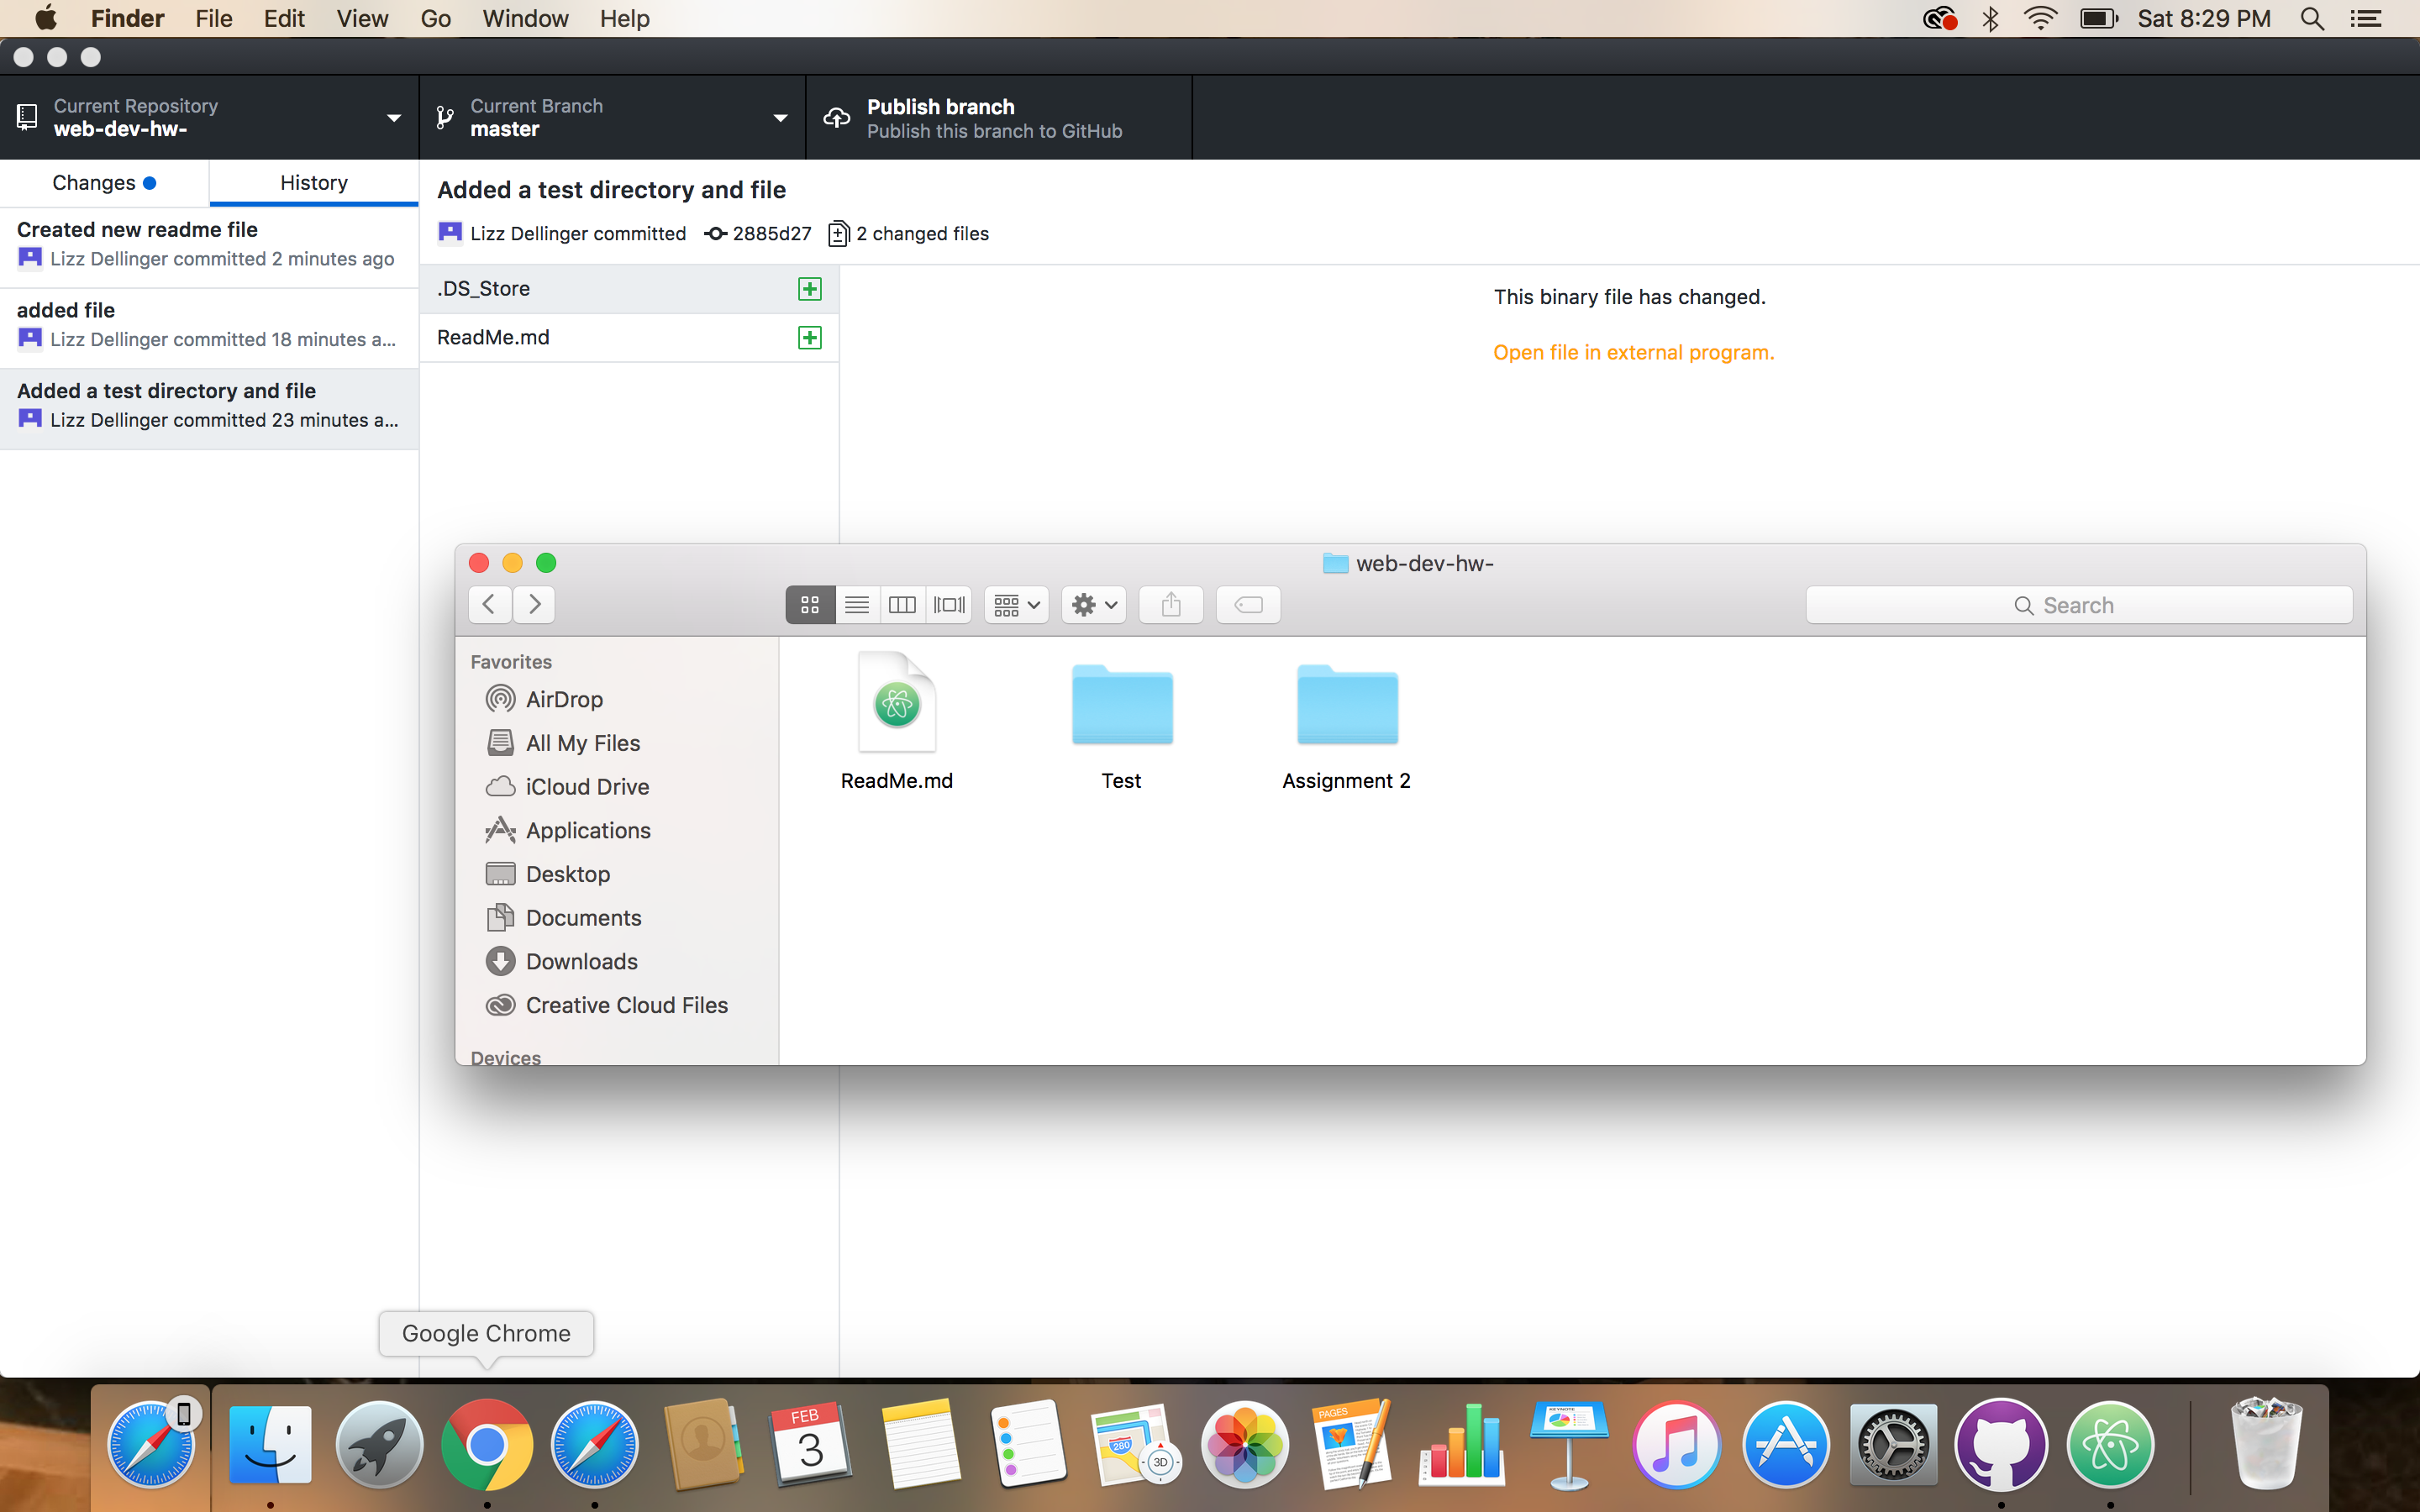 Finder File Edit View Go Window Help Sat 8:29 PM
Current Repository
web-dev-hw-
Current Branch
master
Publish branch
Publish this branch to GitHub
Changes History
Created new readme file
Lizz Dellinger committed 2 minutes ago
added file
Lizz Dellinger committed 18 minutes a...
Added a test directory and file
Lizz Dellinger committed 23 minutes a...
Added a test directory and file
Lizz Dellinger committed 2885d27 2 changed files
.DS_Store
ReadMe.md
This binary file has changed.
Open file in external program.
web-dev-hw-
Search
Favorites
AirDrop
All My Files
iCloud Drive
Applications
Desktop
Documents
Downloads
Creative Cloud Files
Devices
ReadMe.md
Test
Assignment 2
Google Chrome
FEB
3
280
3D
PAGES
KEYNOTE